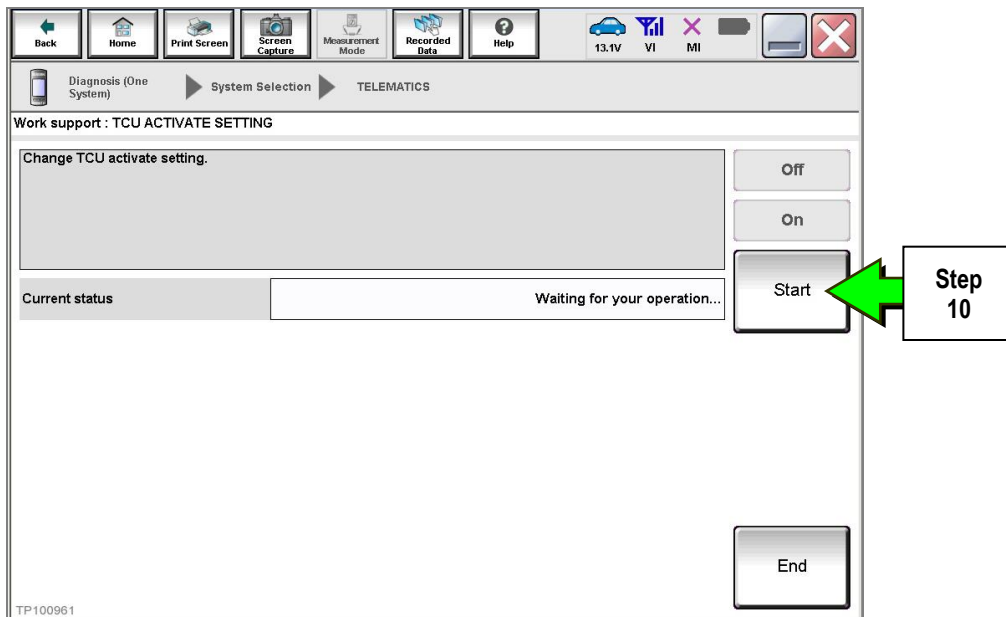 Back
Home
Print Screen
Screen
Capture
Measurement
Mode
Recorded
Data
Help
13.1V
VI
MI
Diagnosis (One
System)
System Selection
TELEMATICS
Work support : TCU ACTIVATE SETTING
Change TCU activate setting.
Off
On
Current status
Waiting for your operation...
Start
Step
10
End
TP100961